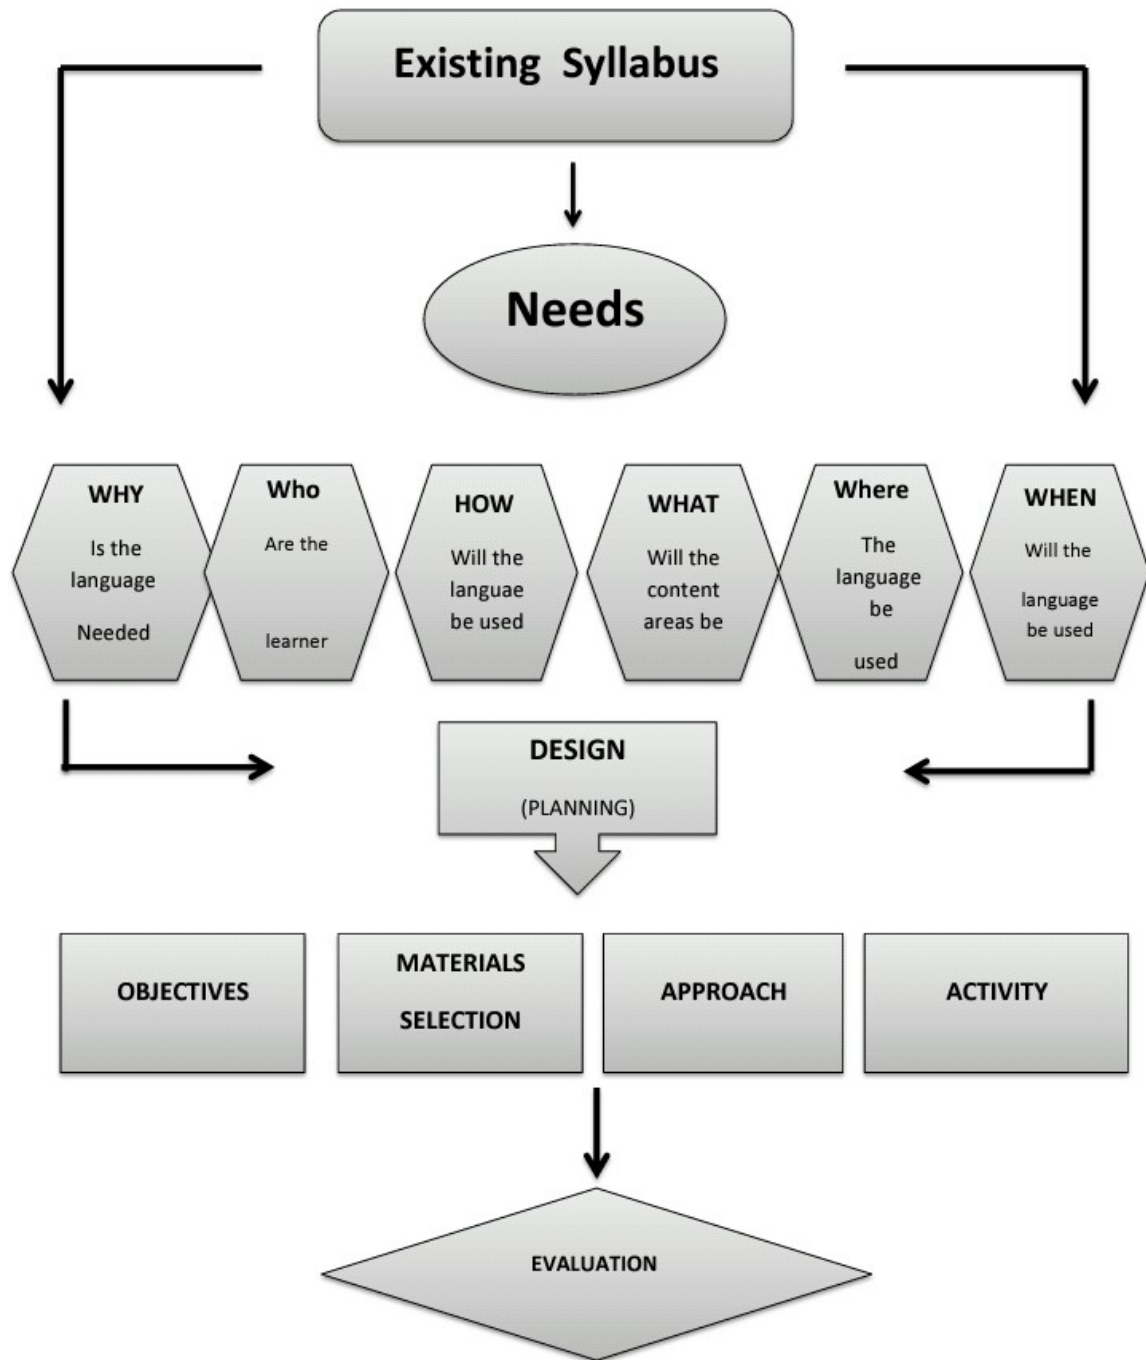 Existing Syllabus
Needs
WHY
Is the
language
Needed
Who
Are the
learner
HOW
Will the
languae
be used
WHAT
Will the
content
areas be
Where
The
language
be
used
WHEN
Will the
language
be used
DESIGN
(PLANNING)
OBJECTIVES
MATERIALS
SELECTION
APPROACH
ACTIVITY
EVALUATION